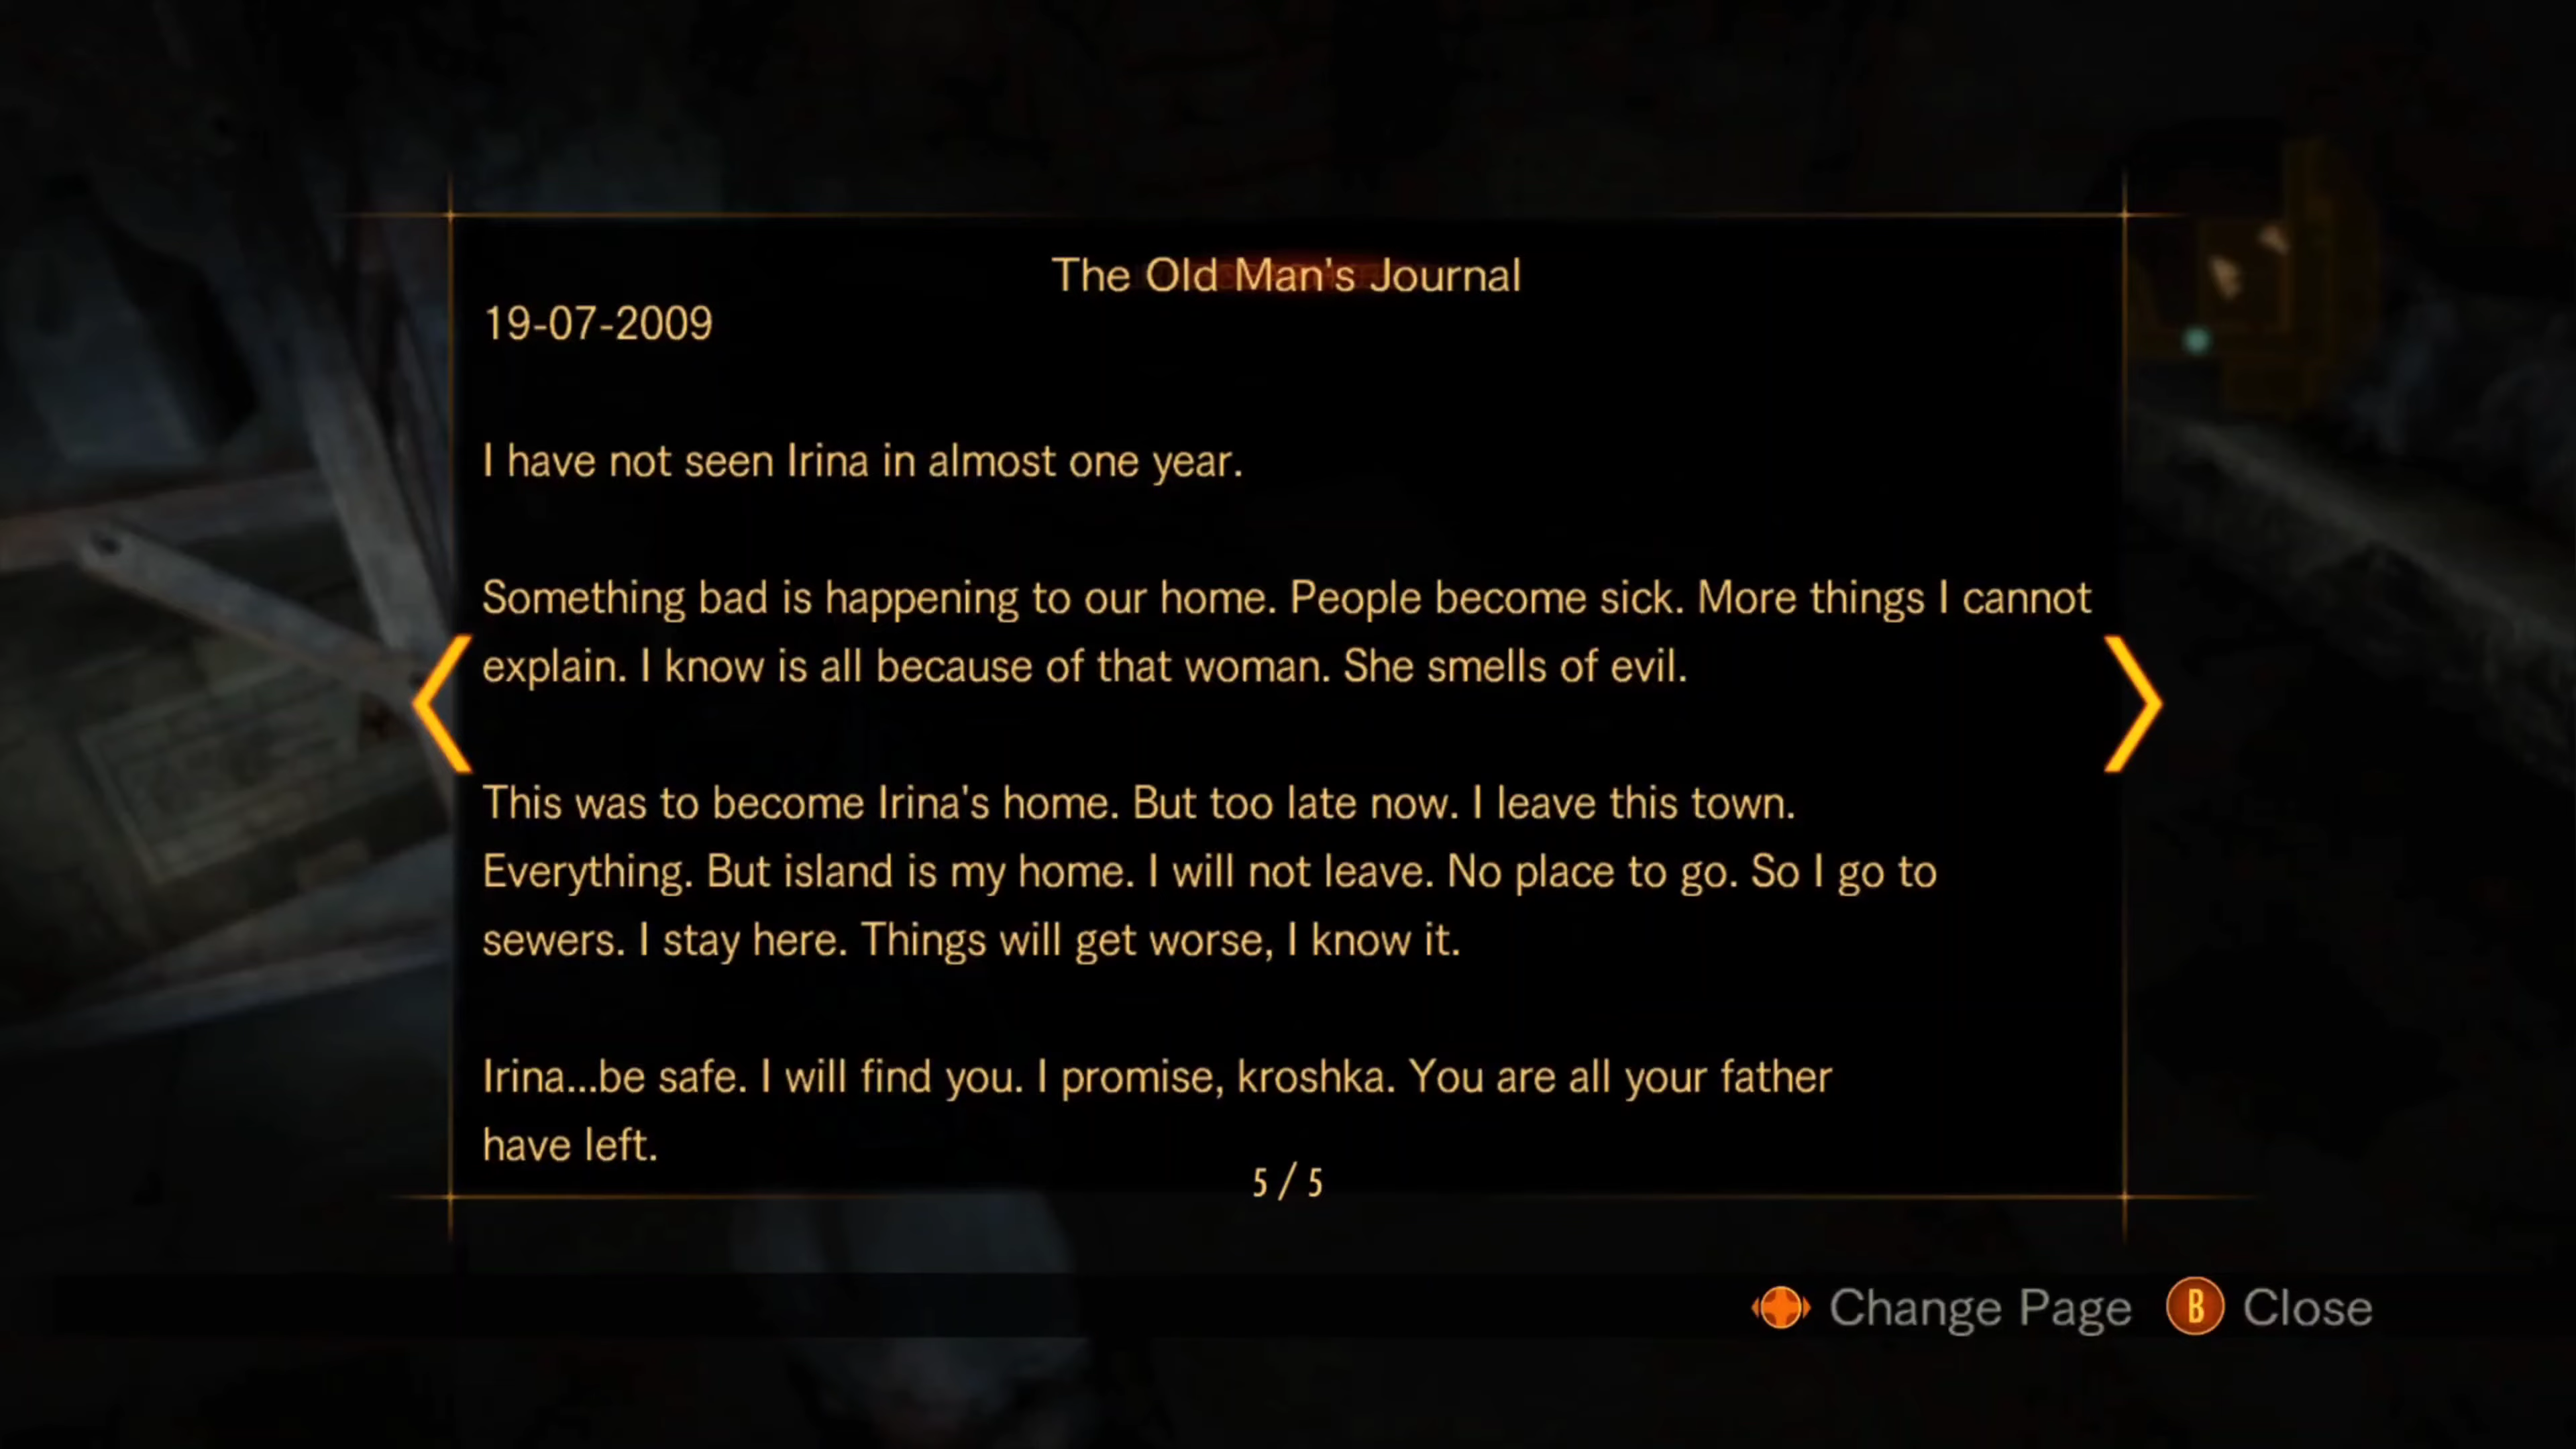 The Old Man's Journal
19-07-2009
I have not seen Irina in almost one year.
Something bad is happening to our home. People become sick. More things I cannot
explain. I know is all because of that woman. She smells of evil.
This was to become Irina's home. But too late now. I leave this town.
Everything. But island is my home. I will not leave. No place to go. So I go to
sewers. I stay here. Things will get worse, I know it.
Irina...be safe. I will find you. I promise, kroshka. You are all your father
have left.
5 / 5
Change Page B Close